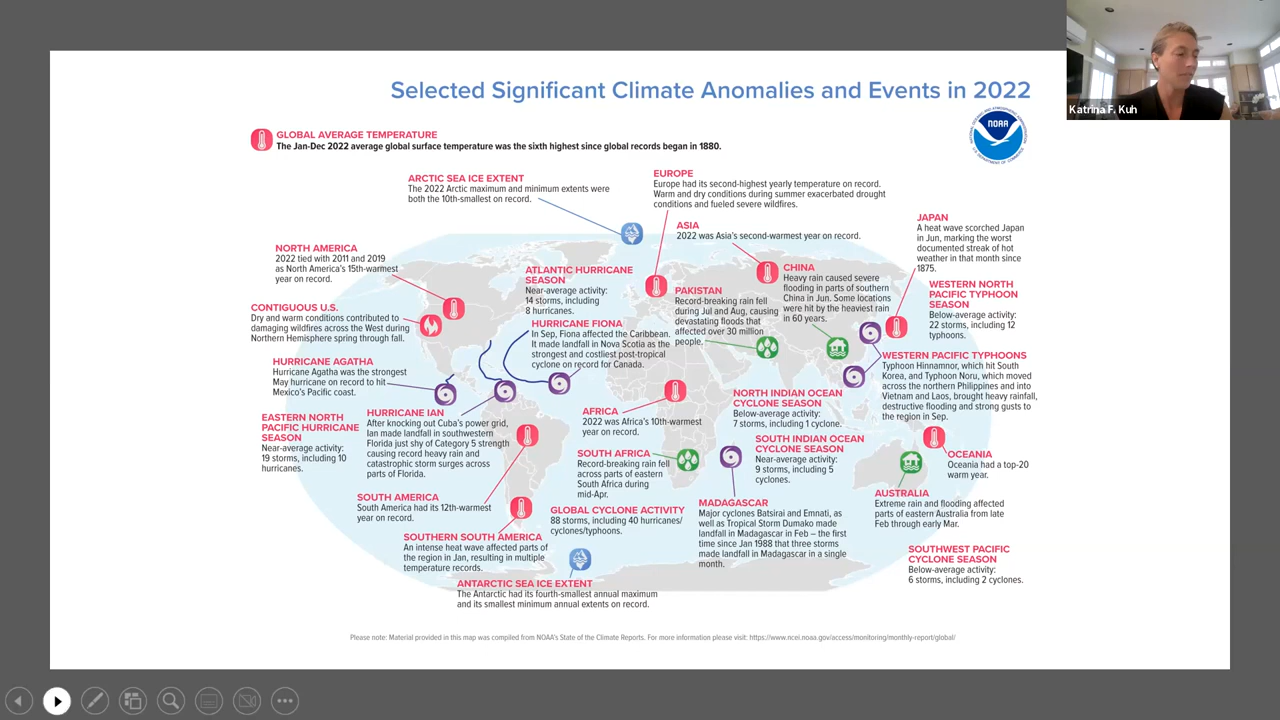 Selected Significant Climate Anomalies and Events in 2022
Katrina F. Kuh
NOAA
GLOBAL AVERAGE TEMPERATURE
The Jan-Dec 2022 average global surface temperature was the sixth highest since global records began in 1880.
ARCTIC SEA ICE EXTENT
The 2022 Arctic maximum and minimum extents were
both the 10th-smallest on record.
EUROPE
Europe had its second-highest yearly temperature on record.
Warm and dry conditions during summer exacerbated drought
conditions and fueled severe wildfires.
ASIA
2022 was Asia's second-warmest year on record.
JAPAN
A heat wave scorched Japan
in Jun, marking the worst
documented streak of hot
weather in that month since
1875.
NORTH AMERICA
2022 tied with 2011 and 2019
as North America's 15th-warmest
year on record.
ATLANTIC HURRICANE
SEASON
Near-average activity:
14 storms, including
8 hurricanes.
CHINA
Heavy rain caused severe
flooding in parts of southern
China in Jun. Some locations
were hit by the heaviest rain
in 60 years.
PAKISTAN
Record-breaking rain fell
during Jul and Aug, causing
devastating floods that
affected over 30 million
people.
WESTERN NORTH
PACIFIC TYPHOON
SEASON
Below-average activity:
22 storms, including 12
typhoons.
CONTIGUOUS U.S.
Dry and warm conditions contributed to
damaging wildfires across the West during
Northern Hemisphere spring through fall.
HURRICANE FIONA
In Sep, Fiona affected the Caribbean.
It made landfall in Nova Scotia as the
strongest and costliest post-tropical
cyclone on record for Canada.
HURRICANE AGATHA
Hurricane Agatha was the strongest
May hurricane on record to hit
Mexico's Pacific coast.
WESTERN PACIFIC TYPHOONS
Typhoon Hinnamnor, which hit South
Korea, and Typhoon Noru, which moved
across the northern Philippines and into
Vietnam and Laos, brought heavy rainfall,
destructive flooding and strong gusts to
the region in Sep.
EASTERN NORTH
PACIFIC HURRICANE
SEASON
Near-average activity:
19 storms, including 10
hurricanes.
HURRICANE IAN
After knocking out Cuba's power grid,
Ian made landfall in southwestern
Florida just shy of Category 5 strength
causing record heavy rain and
catastrophic storm surges across
parts of Florida.
AFRICA
2022 was Africa's 10th-warmest
year on record.
NORTH INDIAN OCEAN
CYCLONE SEASON
Below-average activity:
7 storms, including 1 cyclone.
SOUTH AFRICA
Record-breaking rain fell
across parts of eastern
South Africa during
mid-Apr.
SOUTH INDIAN OCEAN
CYCLONE SEASON
Near-average activity:
9 storms, including 5
cyclones.
OCEANIA
Oceania had a top-20
warm year.
SOUTH AMERICA
South America had its 12th-warmest
year on record.
GLOBAL CYCLONE ACTIVITY
88 storms, including 40 hurricanes/
cyclones/typhoons.
MADAGASCAR
Major cyclones Batsirai and Emnati, as
well as Tropical Storm Dumako made
landfall in Madagascar in Feb – the first
time since Jan 1988 that three storms
made landfall in Madagascar in a single
month.
AUSTRALIA
Extreme rain and flooding affected
parts of eastern Australia from late
Feb through early Mar.
SOUTHERN SOUTH AMERICA
An intense heat wave affected parts of
the region in Jan, resulting in multiple
temperature records.
SOUTHWEST PACIFIC
CYCLONE SEASON
Below-average activity:
6 storms, including 2 cyclones.
ANTARCTIC SEA ICE EXTENT
The Antarctic had its fourth-smallest annual maximum
and its smallest minimum annual extents on record.
Please note: Material provided in this map was compiled from NOAA's State of the Climate Reports. For more information please visit: https://www.ncei.noaa.gov/access/monitoring/monthly-report/global/